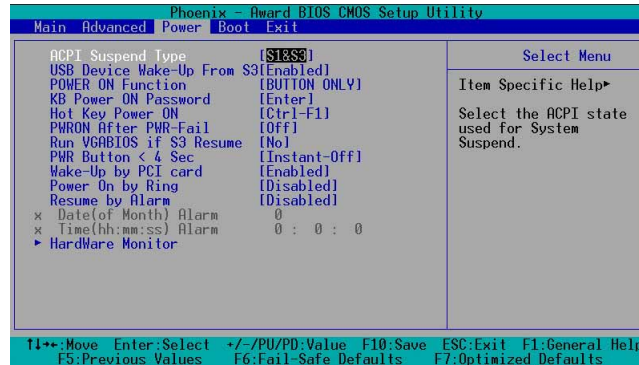 Phoenix - Award BIOS CMOS Setup Utility
Main Advanced Power Boot Exit
ACPI Suspend Type [S1&S3]
USB Device Wake-Up From S3[Enabled]
POWER ON Function [BUTTON ONLY]
KB Power ON Password [Enter]
Hot Key Power ON [Ctrl-F1]
PWRON After PWR-Fail [Off]
Run VGABIOS if S3 Resume [No]
PWR Button < 4 Sec [Instant-Off]
Wake-Up by PCI card [Enabled]
Power On by Ring [Disabled]
Resume by Alarm [Disabled]
x Date(of Month) Alarm 0
x Time(hh:mm:ss) Alarm 0 : 0 : 0
▸ HardWare Monitor
Select Menu
Item Specific Help▸
Select the ACPI state
used for System
Suspend.
↑↓→←:Move Enter:Select +/-/PU/PD:Value F10:Save ESC:Exit F1:General Help
F5:Previous Values F6:Fail-Safe Defaults F7:Optimized Defaults